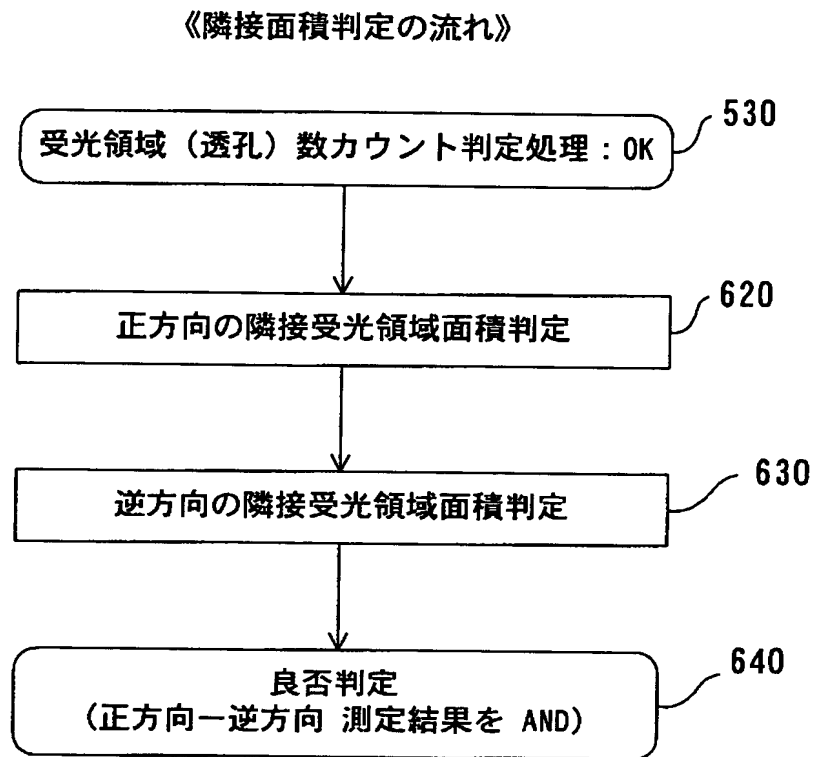 《隣接面積判定の流れ》
530
受光領域（透孔）数カウント判定処理：OK
620
正方向の隣接受光領域面積判定
630
逆方向の隣接受光領域面積判定
640
良否判定
（正方向ー逆方向 測定結果を AND）